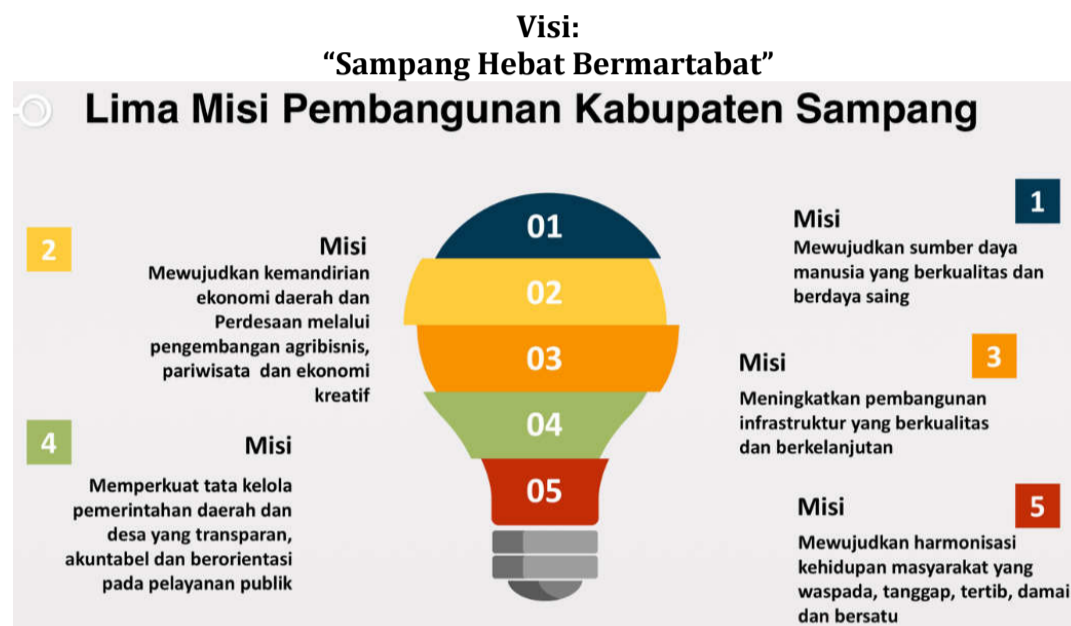 Visi:
“Sampang Hebat Bermartabat”
Lima Misi Pembangunan Kabupaten Sampang
01
02
03
04
05
1
Misi
Mewujudkan sumber daya
manusia yang berkualitas dan
berdaya saing
2
Misi
Mewujudkan kemandirian
ekonomi daerah dan
Perdesaan melalui
pengembangan agribisnis,
pariwisata dan ekonomi
kreatif
3
Misi
Meningkatkan pembangunan
infrastruktur yang berkualitas
dan berkelanjutan
4
Misi
Memperkuat tata kelola
pemerintahan daerah dan
desa yang transparan,
akuntabel dan berorientasi
pada pelayanan publik
5
Misi
Mewujudkan harmonisasi
kehidupan masyarakat yang
waspada, tanggap, tertib, damai
dan bersatu